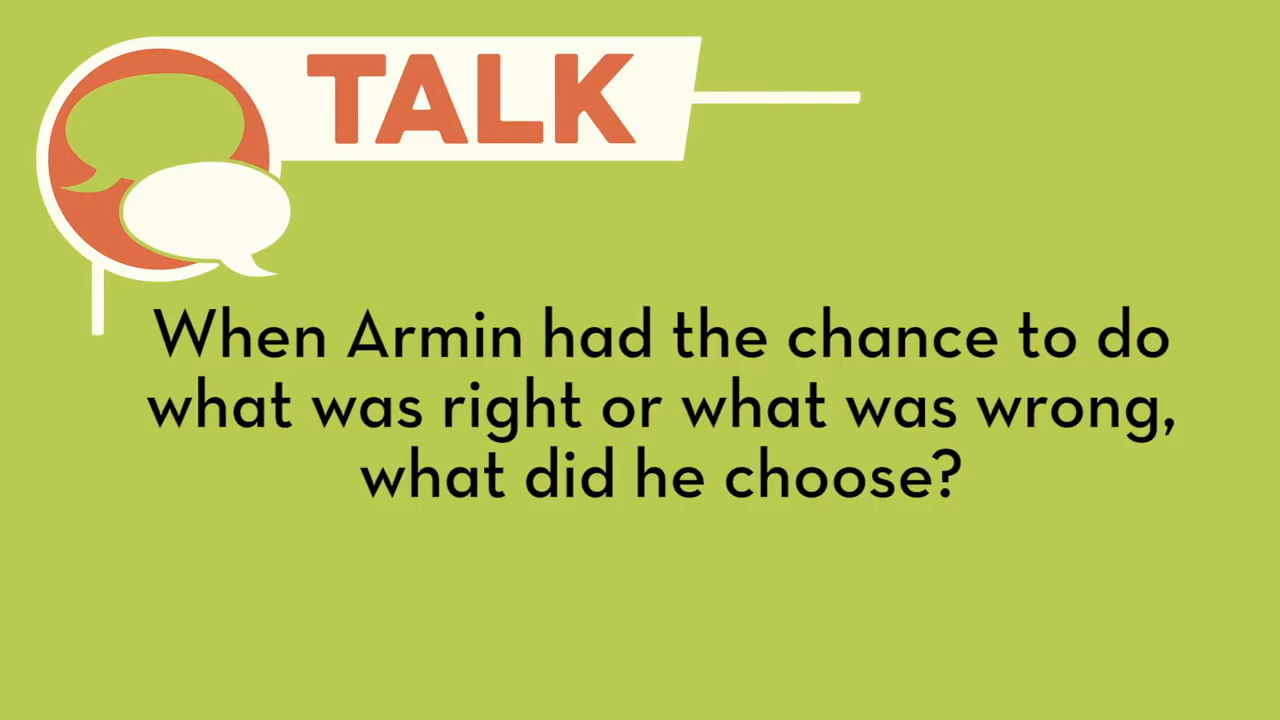 TALK
When Armin had the chance to do
what was right or what was wrong,
what did he choose?